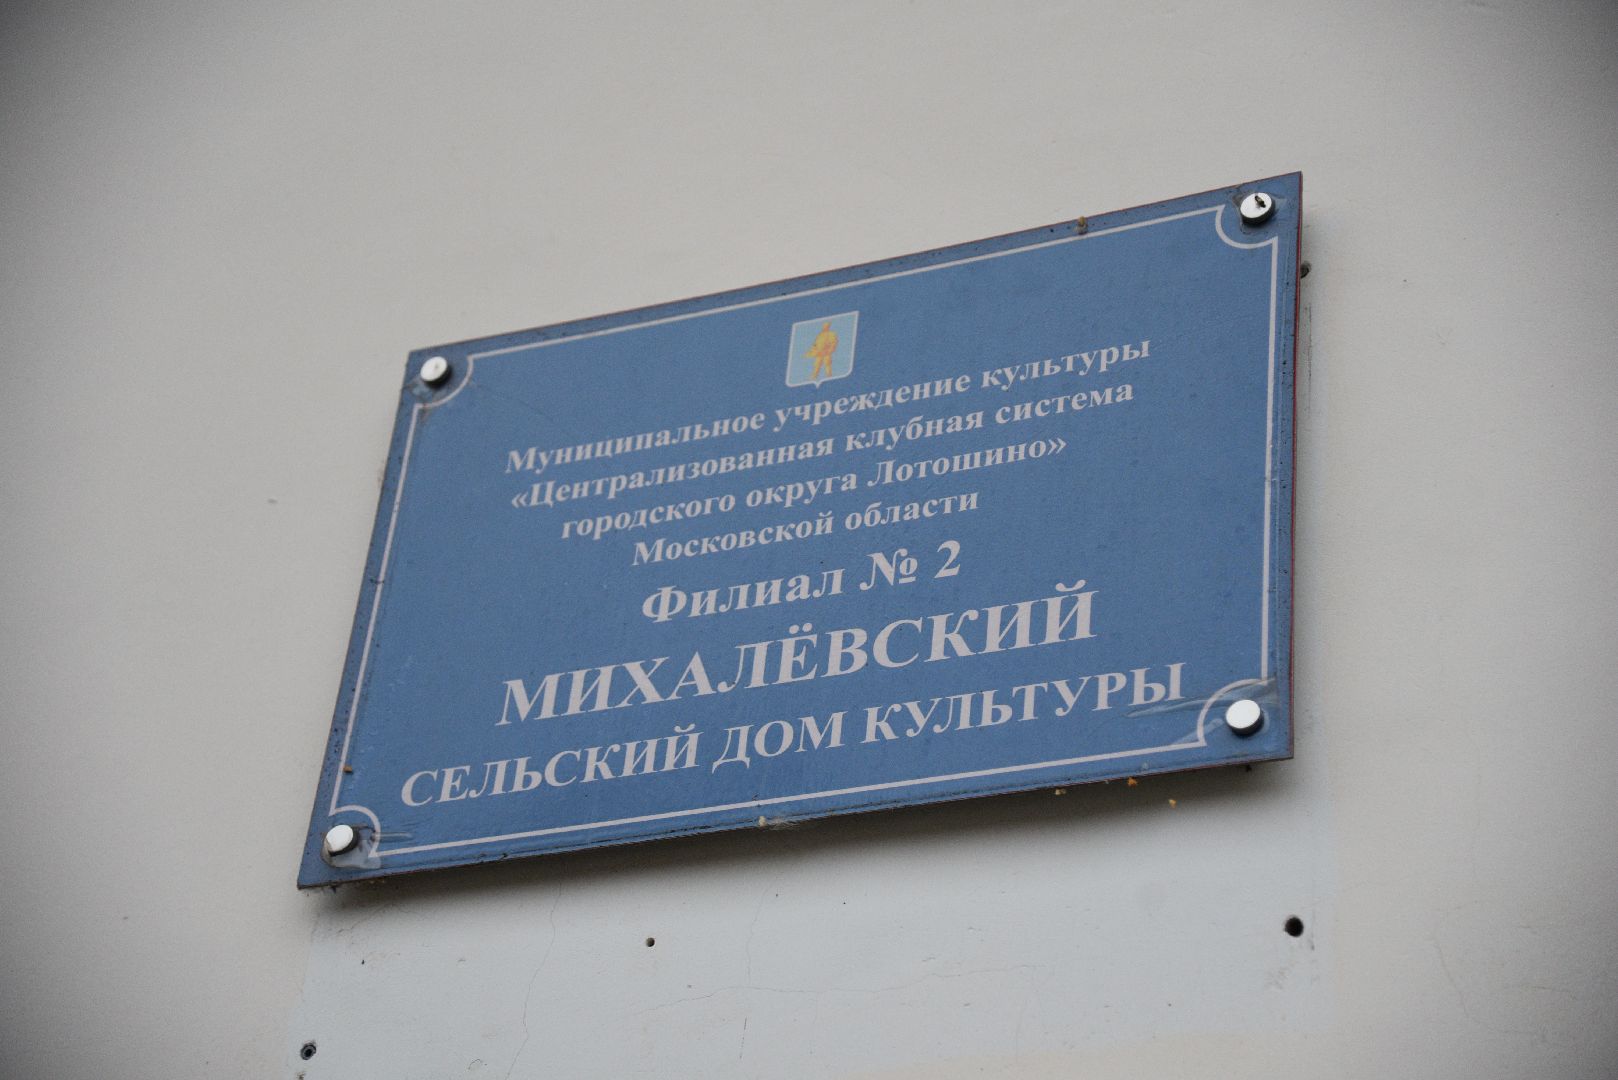 Муниципальное учреждение культуры
«Централизованная клубная система
городского округа Лотошино»
Московской области
Филиал № 2
МИХАЛЁВСКИЙ
СЕЛЬСКИЙ ДОМ КУЛЬТУРЫ